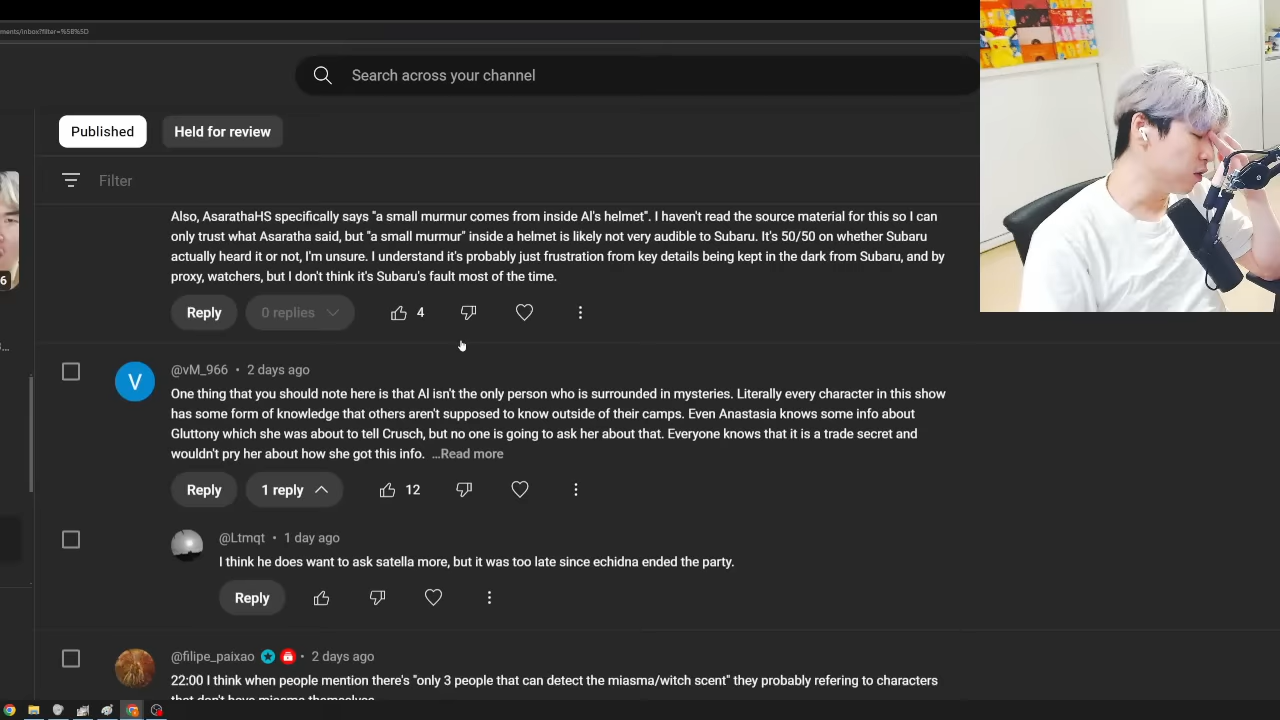 ments/inbox?filter=%5B%5D
Search across your channel
Published
Held for review
Filter
Also, AsarathaHS specifically says "a small murmur comes from inside Al's helmet". I haven't read the source material for this so I can
only trust what Asaratha said, but "a small murmur" inside a helmet is likely not very audible to Subaru. It's 50/50 on whether Subaru
actually heard it or not, I'm unsure. I understand it's probably just frustration from key details being kept in the dark from Subaru, and by
proxy, watchers, but I don't think it's Subaru's fault most of the time.
Reply
0 replies
4
@vM_966 • 2 days ago
V
One thing that you should note here is that Al isn't the only person who is surrounded in mysteries. Literally every character in this show
has some form of knowledge that others aren't supposed to know outside of their camps. Even Anastasia knows some info about
Gluttony which she was about to tell Crusch, but no one is going to ask her about that. Everyone knows that it is a trade secret and
wouldn't pry her about how she got this info. ...Read more
Reply
1 reply
12
@Ltmqt • 1 day ago
I think he does want to ask satella more, but it was too late since echidna ended the party.
Reply
@filipe_paixao • 2 days ago
22:00 I think when people mention there's "only 3 people that can detect the miasma/witch scent" they probably refering to characters
that don't have miasma themselves
6